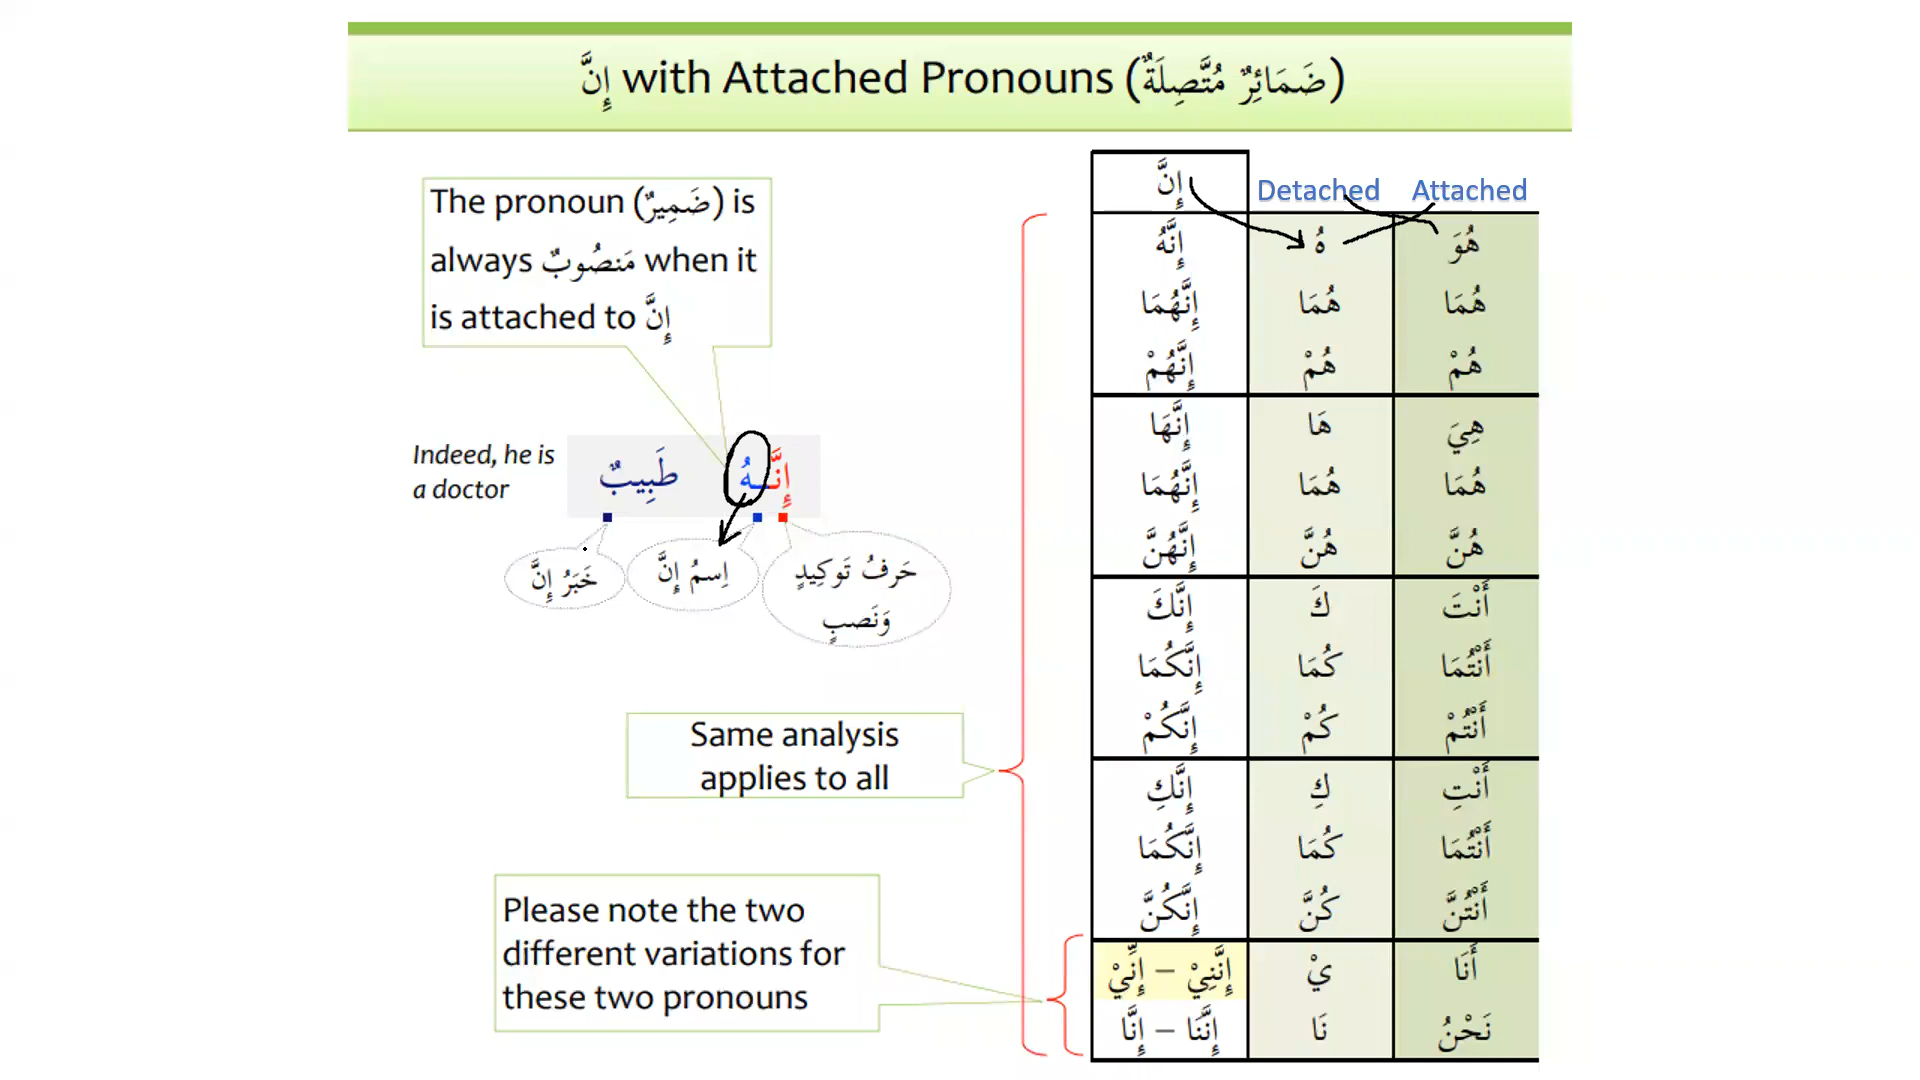 إِنَّ with Attached Pronouns (ضَمَائِرٌ مُتَّصِلَةٌ)
The pronoun (ضَمِيرٌ) is
always مَنصُوبٌ when it
is attached to إِنَّ
Indeed, he is
a doctor
إِنَّـهُ طَبِيبٌ
حَرفُ تَوكِيدٍ
وَنَصبٍ
اِسمُ إِنَّ
خَبَرُ إِنَّ
Same analysis
applies to all
Please note the two
different variations for
these two pronouns
إِنَّ Detached Attached
هُوَ هُ إِنَّهُ
هُمَا هُمَا إِنَّهُمَا
هُمْ هُمْ إِنَّهُمْ
هِيَ هَا إِنَّهَا
هُمَا هُمَا إِنَّهُمَا
هُنَّ هُنَّ إِنَّهُنَّ
أَنْتَ كَ إِنَّكَ
أَنْتُمَا كُمَا إِنَّكُمَا
أَنْتُمْ كُمْ إِنَّكُمْ
أَنْتِ كِ إِنَّكِ
أَنْتُمَا كُمَا إِنَّكُمَا
أَنْتُنَّ كُنَّ إِنَّكُنَّ
أَنَا يْ إِنَّنِيْ – إِنِّيْ
نَحْنُ نَا إِنَّنَا – إِنَّا